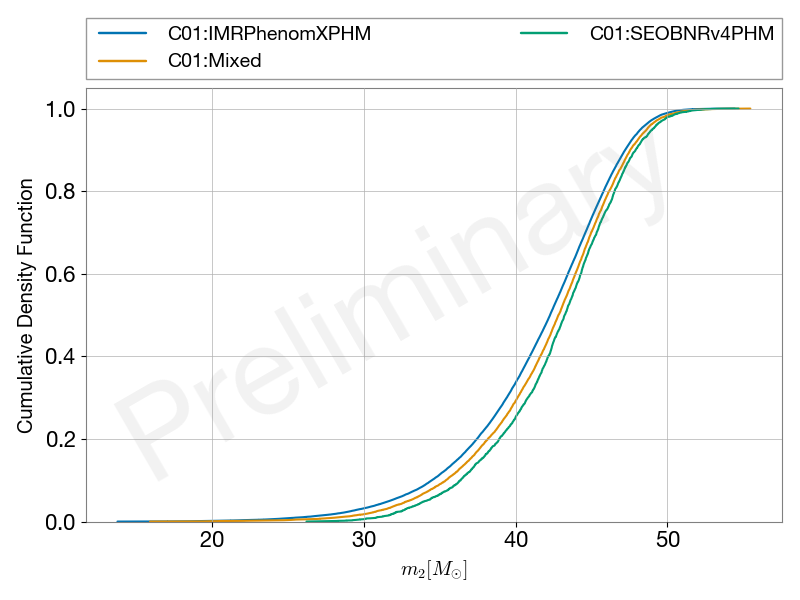 C01:IMRPhenomXPHM
C01:Mixed
C01:SEOBNRv4PHM
1.0
0.8
0.6
0.4
0.2
0.0
Cumulative Density Function
Preliminary
20 30 40 50
m₂[M⊙]